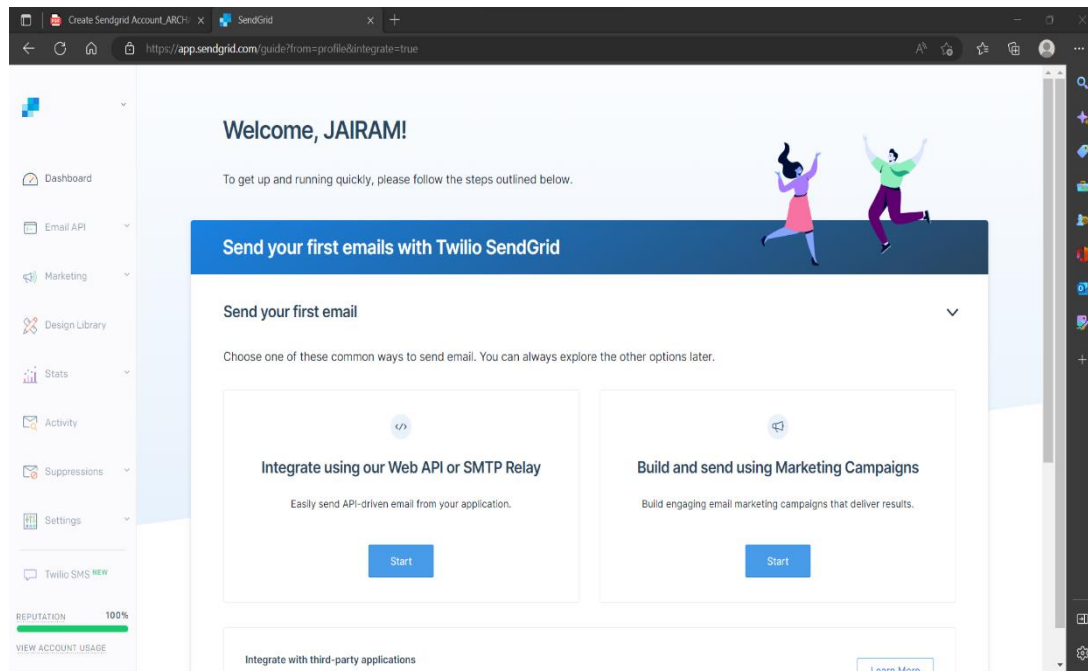 Create Sendgrid Account_ARCH
SendGrid
https://app.sendgrid.com/guide?from=profile&integrate=true
Dashboard
Email API
Marketing
Design Library
Stats
Activity
Suppressions
Settings
Twilio SMS NEW
REPUTATION 100%
VIEW ACCOUNT USAGE
Welcome, JAIRAM!
To get up and running quickly, please follow the steps outlined below.
Send your first emails with Twilio SendGrid
Send your first email
Choose one of these common ways to send email. You can always explore the other options later.
Integrate using our Web API or SMTP Relay
Easily send API-driven email from your application.
Start
Build and send using Marketing Campaigns
Build engaging email marketing campaigns that deliver results.
Start
Integrate with third-party applications
Learn More